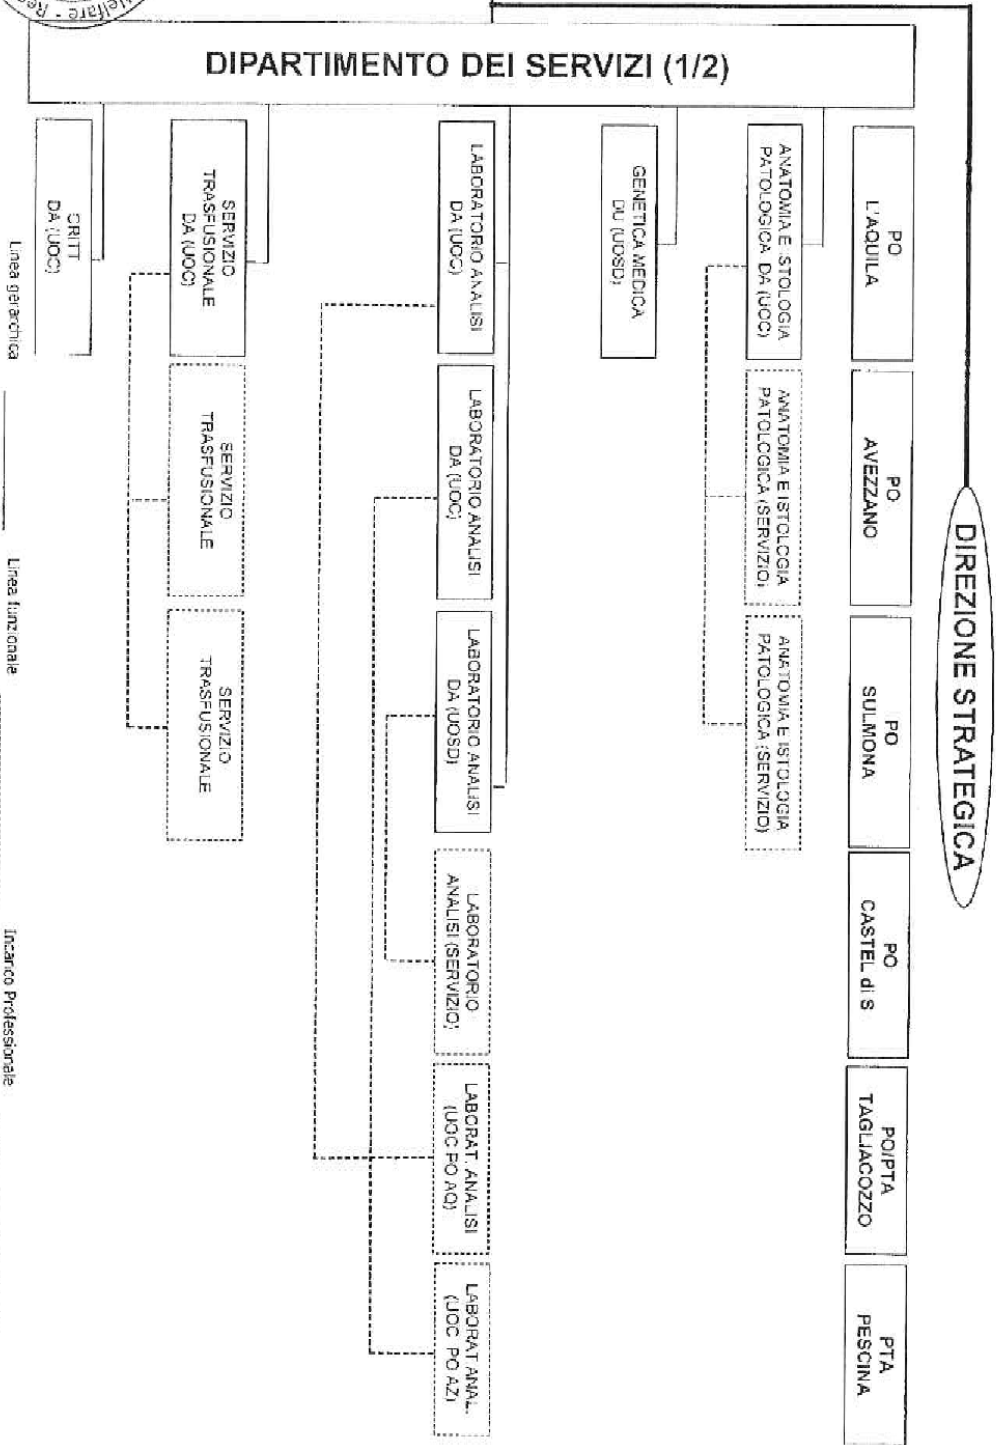 DIREZIONE STRATEGICA
DIPARTIMENTO DEI SERVIZI (1/2)
PO
L'AQUILA
PO
AVEZZANO
PO
SULMONA
PO
CASTEL di S
PO/PTA
TAGLIACOZZO
PTA
PESCINA
ANATOMIA E ISTOLOGIA
PATOLOGICA DA (UOC)
ANATOMIA E ISTOLOGIA
PATOLOGICA (SERVIZIO)
ANATOMIA E ISTOLOGIA
PATOLOGICA (SERVIZIO)
GENETICA MEDICA
DU (UOSD)
LABORATORIO ANALISI
DA (UOC)
LABORATORIO ANALISI
DA (UOC)
LABORATORIO ANALISI
DA (UOSD)
LABORATORIO
ANALISI (SERVIZIO)
LABORAT. ANALISI
(UOC PO AQ)
LABORAT ANAL.
(UOC PO AZ)
SERVIZIO
TRASFUSIONALE
DA (UOC)
SERVIZIO
TRASFUSIONALE
SERVIZIO
TRASFUSIONALE
CRITT
DA (UOC)
Linea gerarchica
Linea funzionale
Incarico Professionale
Welfare - Reg